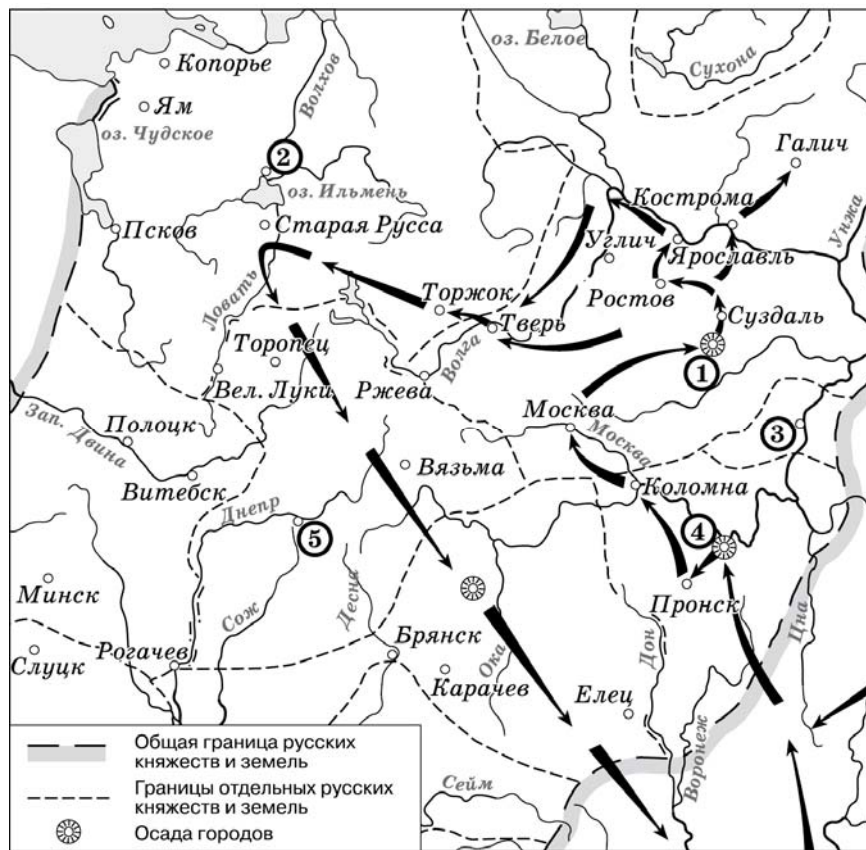 оз. Белое
Сухона
Копорье
Волхов
Ям
оз. Чудское
Галич
2
оз. Ильмень
Кострома
Унжа
Псков
Старая Русса
Углич
Ярославль
Ловать
Торжок
Ростов
Тверь
Суздаль
Торопец
Волга
Вел. Луки
Ржева
1
Москва
Зап. Двина
Полоцк
Москва
3
Вязьма
Витебск
Коломна
Днепр
5
4
Минск
Десна
Пронск
Цна
Сож
Слуцк
Рогачев
Брянск
Ока
Дон
Карачев
Елец
Воронеж
Сейм
Общая граница русских
княжеств и земель
Границы отдельных русских
княжеств и земель
Осада городов